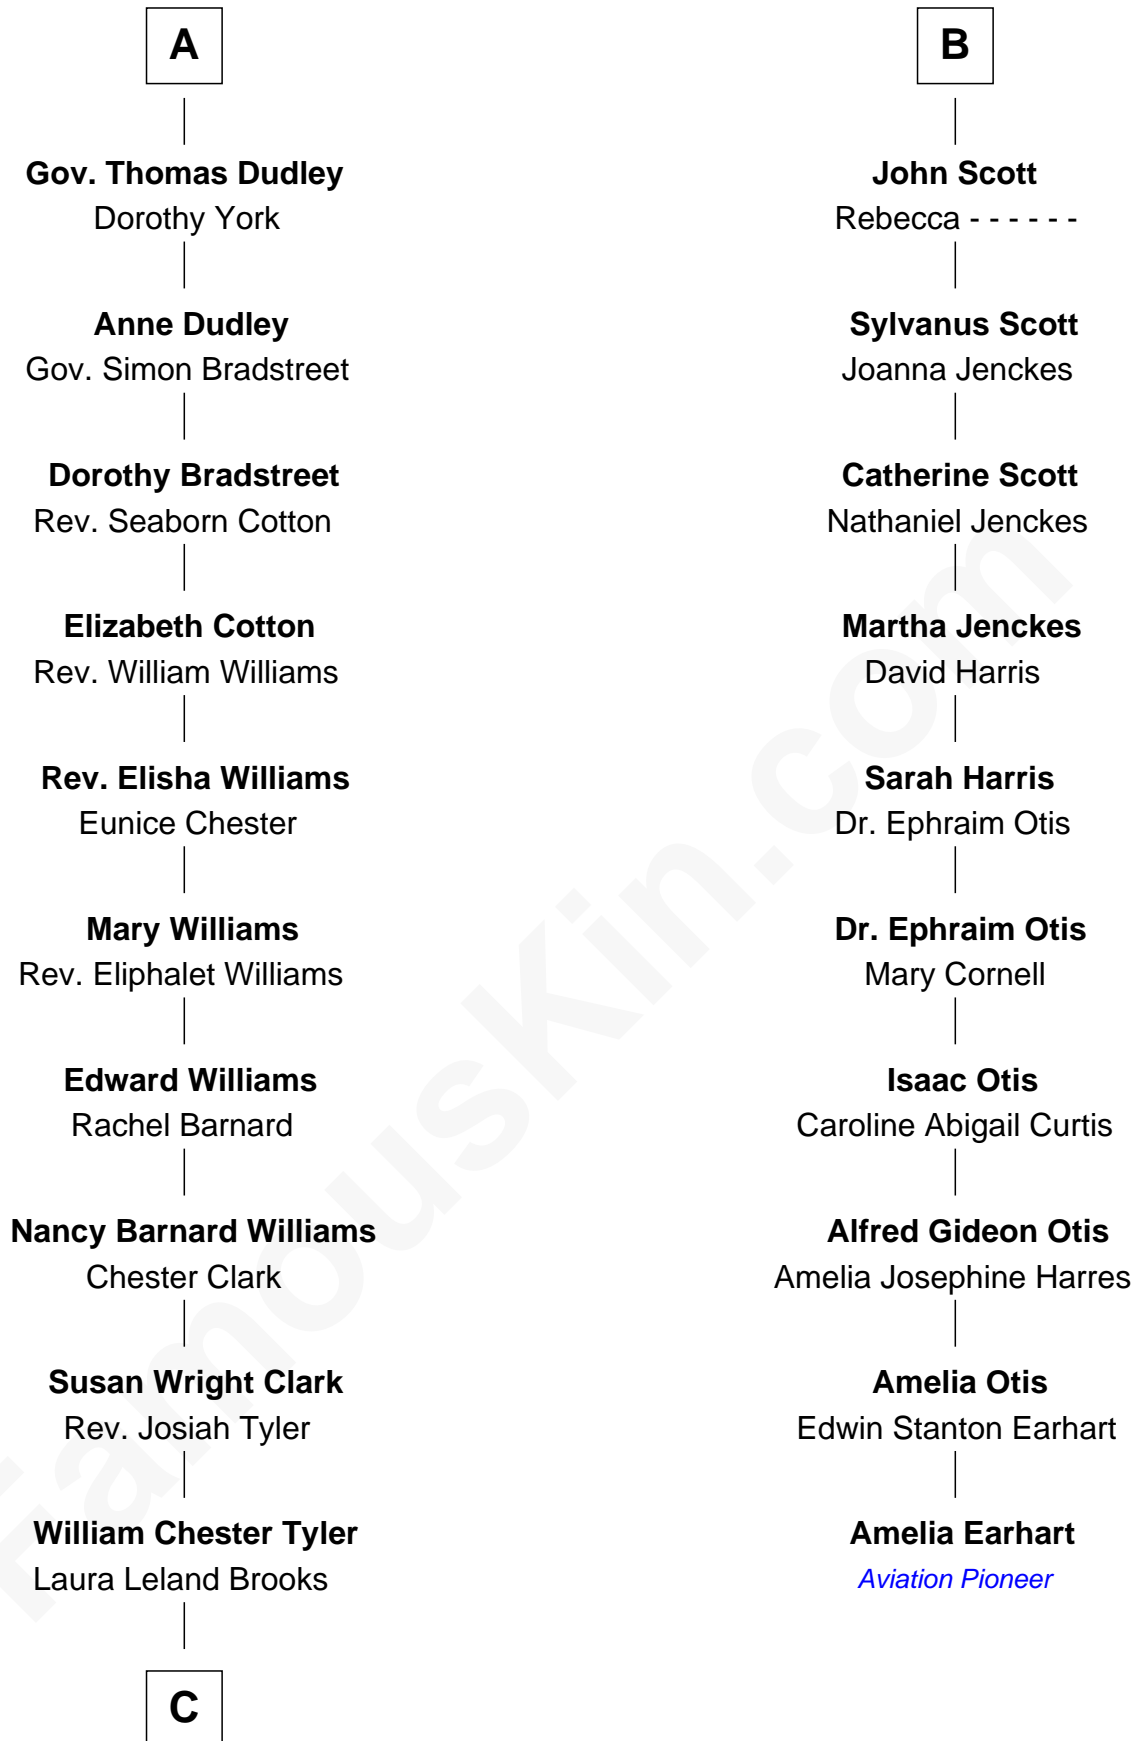 A
Gov. Thomas Dudley
Dorothy York
Anne Dudley
Gov. Simon Bradstreet
Dorothy Bradstreet
Rev. Seaborn Cotton
Elizabeth Cotton
Rev. William Williams
Rev. Elisha Williams
Eunice Chester
Mary Williams
Rev. Eliphalet Williams
Edward Williams
Rachel Barnard
Nancy Barnard Williams
Chester Clark
Susan Wright Clark
Rev. Josiah Tyler
William Chester Tyler
Laura Leland Brooks
C
B
John Scott
Rebecca - - - - - -
Sylvanus Scott
Joanna Jenckes
Catherine Scott
Nathaniel Jenckes
Martha Jenckes
David Harris
Sarah Harris
Dr. Ephraim Otis
Dr. Ephraim Otis
Mary Cornell
Isaac Otis
Caroline Abigail Curtis
Alfred Gideon Otis
Amelia Josephine Harres
Amelia Otis
Edwin Stanton Earhart
Amelia Earhart
Aviation Pioneer
FamousKin.com